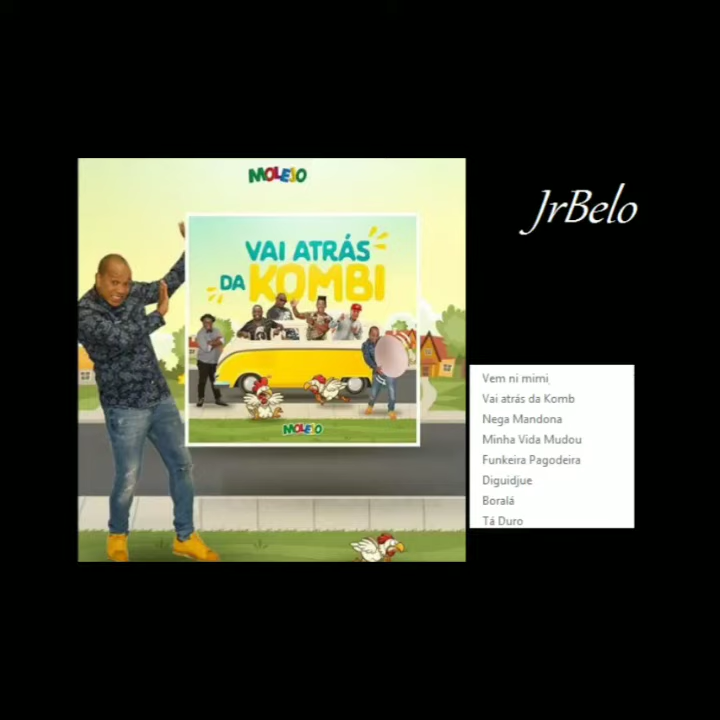 MOLEJO
JrBelo
VAI ATRÁS
DA KOMBI
MOLEJO
Vem ni mimi
Vai atrás da Komb
Nega Mandona
Minha Vida Mudou
Funkeira Pagodeira
Diguidjue
Boralá
Tá Duro